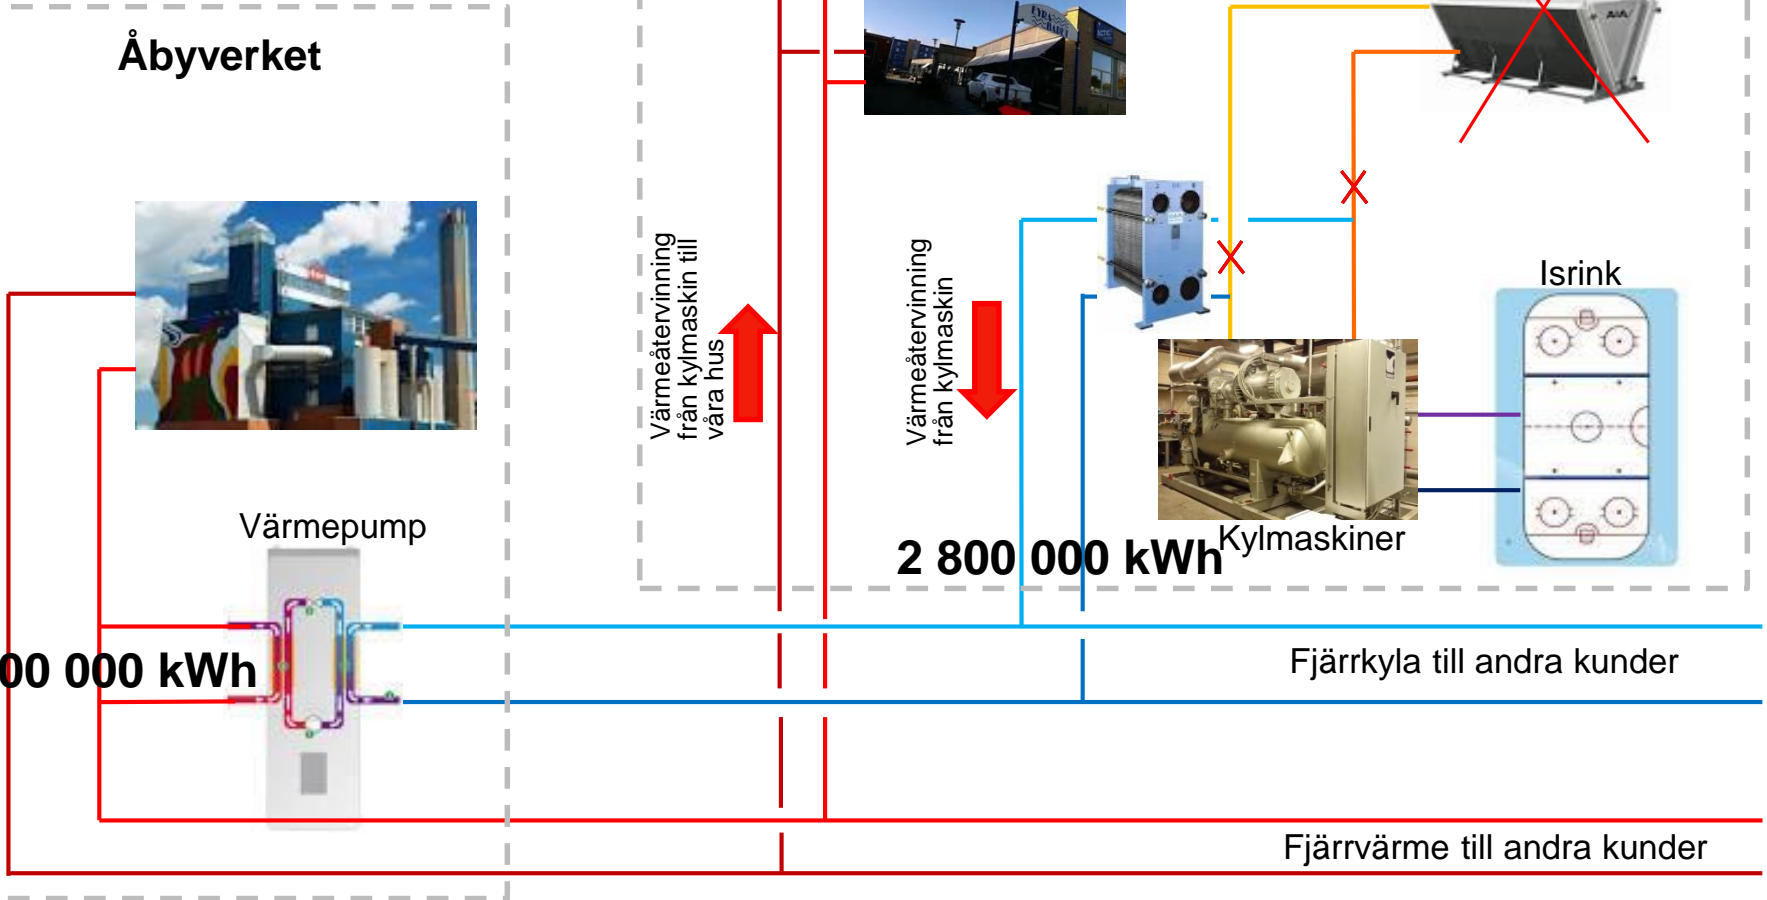 Åbyverket
FYRA
Värmeåtervinning
från kylmaskin till
våra hus
Värmeåtervinning
från kylmaskin
Isrink
Värmepump
Kylmaskiner
2 800 000 kWh
00 000 kWh
Fjärrkyla till andra kunder
Fjärrvärme till andra kunder